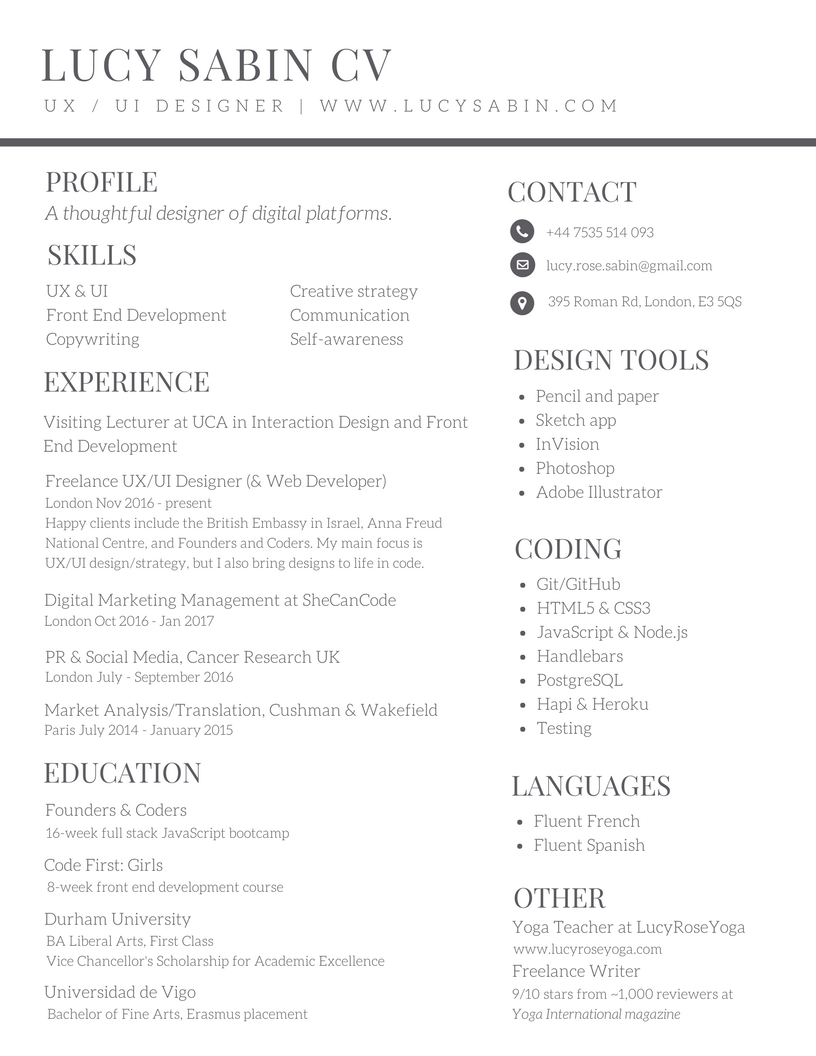 LUCY SABIN CV
UX / UI DESIGNER | WWW.LUCYSABIN.COM
PROFILE
A thoughtful designer of digital platforms.
SKILLS
UX & UI
Front End Development
Copywriting
Creative strategy
Communication
Self-awareness
EXPERIENCE
Visiting Lecturer at UCA in Interaction Design and Front
End Development
Freelance UX/UI Designer (& Web Developer)
London Nov 2016 - present
Happy clients include the British Embassy in Israel, Anna Freud
National Centre, and Founders and Coders. My main focus is
UX/UI design/strategy, but I also bring designs to life in code.
Digital Marketing Management at SheCanCode
London Oct 2016 - Jan 2017
PR & Social Media, Cancer Research UK
London July - September 2016
Market Analysis/Translation, Cushman & Wakefield
Paris July 2014 - January 2015
EDUCATION
Founders & Coders
16-week full stack JavaScript bootcamp
Code First: Girls
8-week front end development course
Durham University
BA Liberal Arts, First Class
Vice Chancellor's Scholarship for Academic Excellence
Universidad de Vigo
Bachelor of Fine Arts, Erasmus placement
CONTACT
+44 7535 514 093
lucy.rose.sabin@gmail.com
395 Roman Rd, London, E3 5QS
DESIGN TOOLS
• Pencil and paper
• Sketch app
• InVision
• Photoshop
• Adobe Illustrator
CODING
• Git/GitHub
• HTML5 & CSS3
• JavaScript & Node.js
• Handlebars
• PostgreSQL
• Hapi & Heroku
• Testing
LANGUAGES
• Fluent French
• Fluent Spanish
OTHER
Yoga Teacher at LucyRoseYoga
www.lucyroseyoga.com
Freelance Writer
9/10 stars from ~1,000 reviewers at
Yoga International magazine